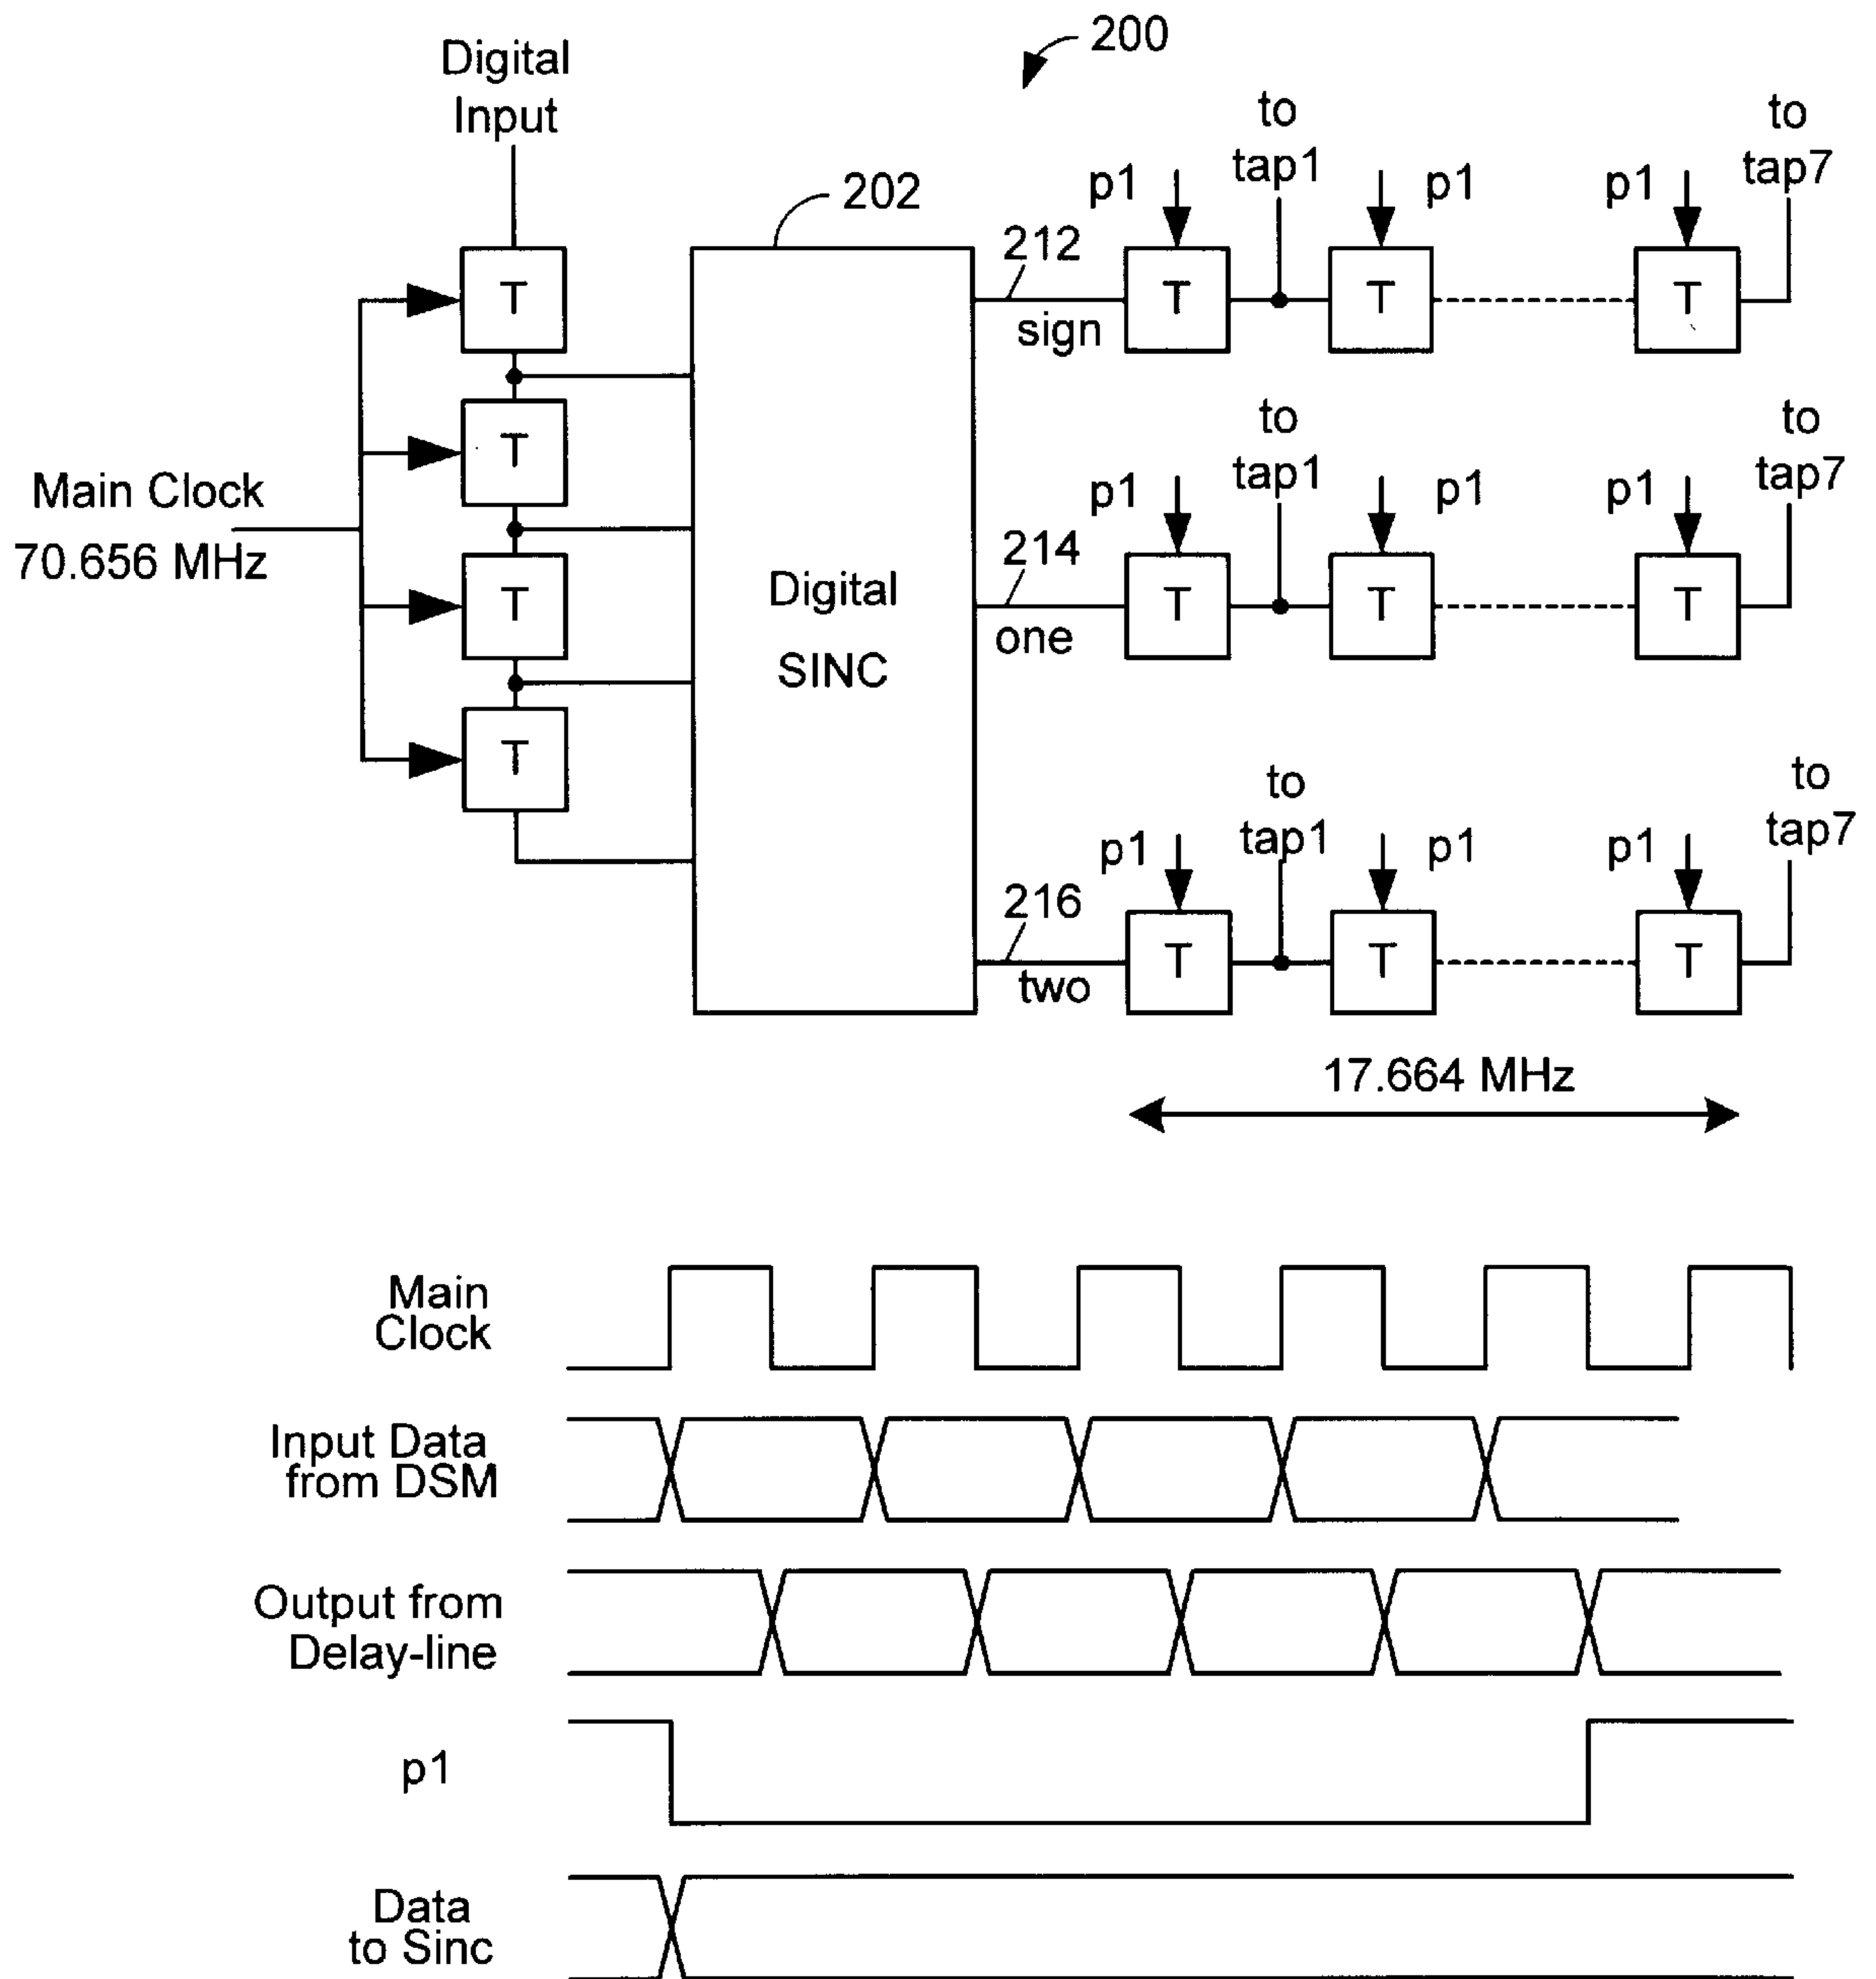 200
Digital
Input
to
tap1
to
tap7
p1
p1
p1
202
212
sign
T
T
T
T
T
to
tap1
to
tap7
p1
p1
p1
Main Clock
70.656 MHz
214
one
Digital
SINC
T
T
T
T
T
to
tap1
to
tap7
p1
p1
p1
216
two
T
T
T
17.664 MHz
Main
Clock
Input Data
from DSM
Output from
Delay-line
p1
Data
to Sinc